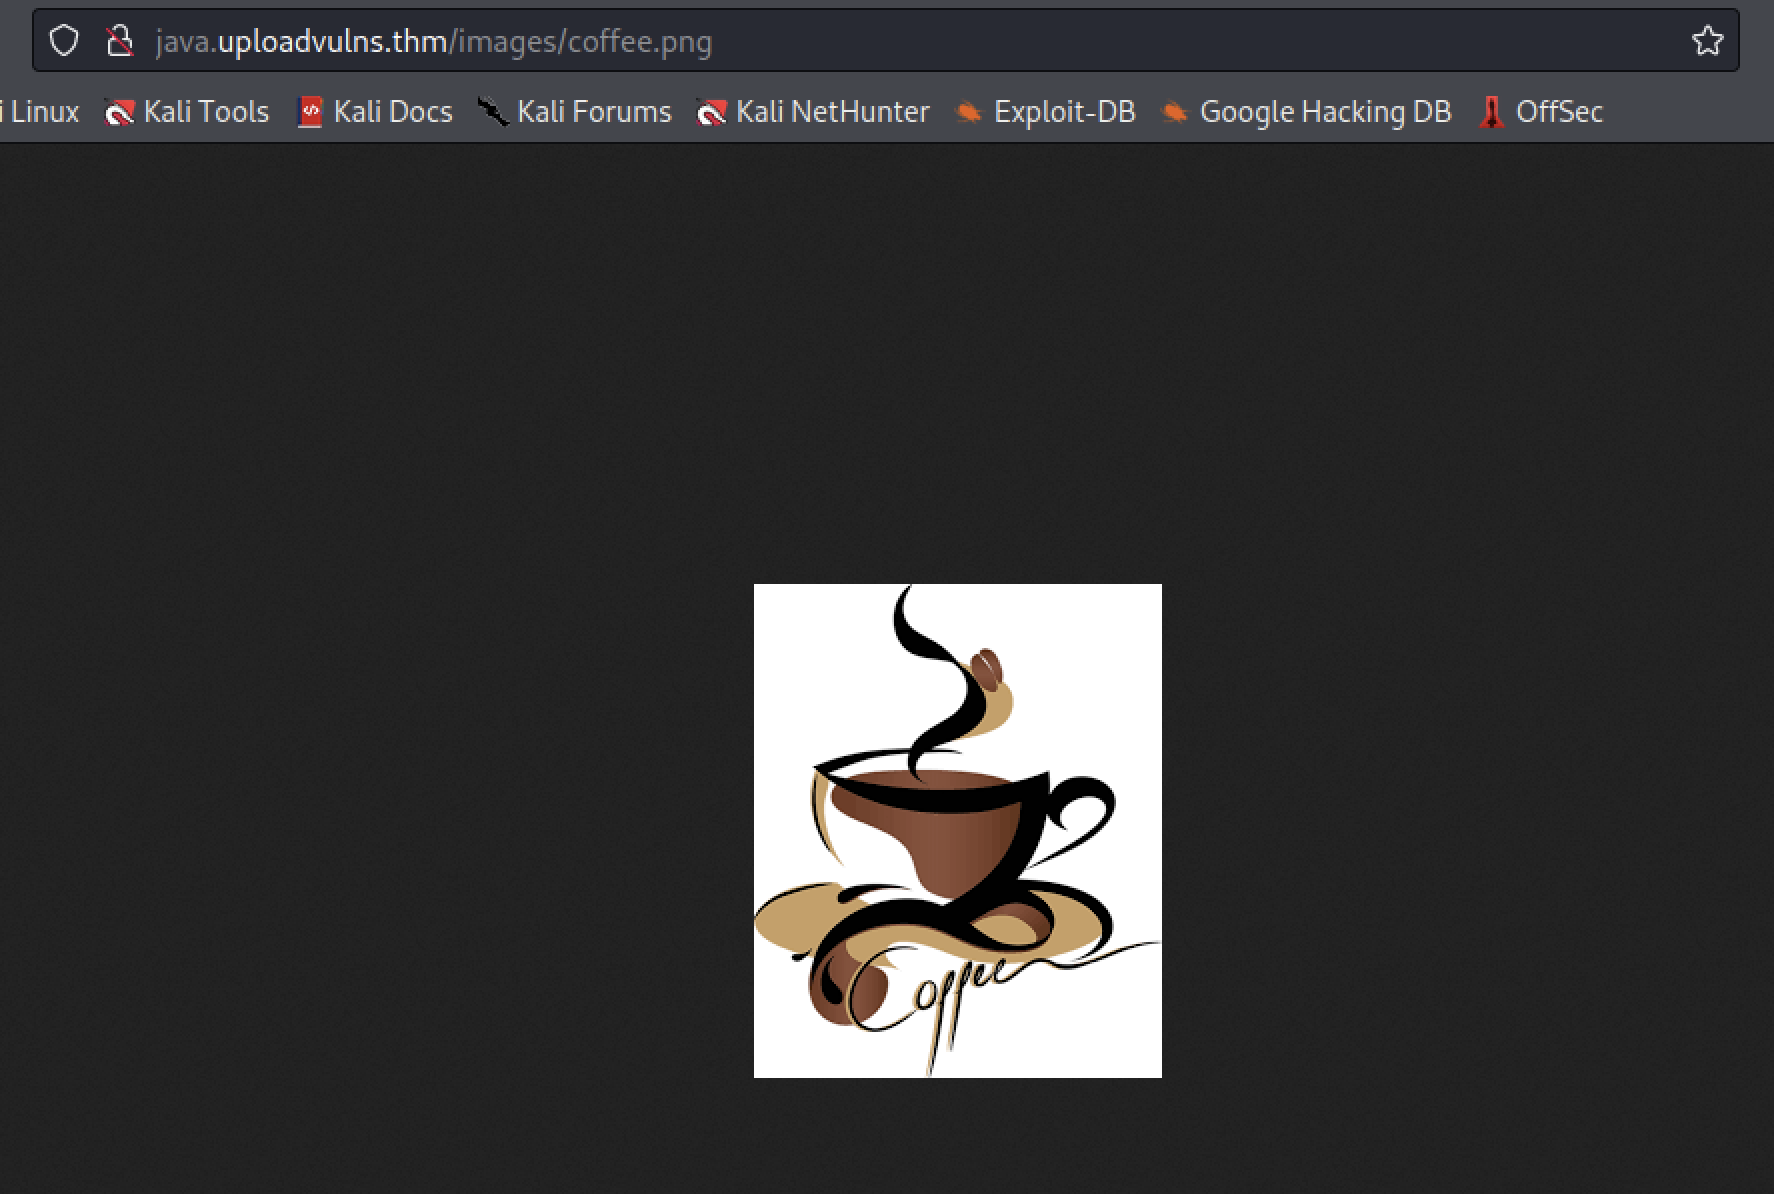 java.uploadvulns.thm/images/coffee.png
i Linux Kali Tools Kali Docs Kali Forums Kali NetHunter Exploit-DB Google Hacking DB OffSec
Coffee